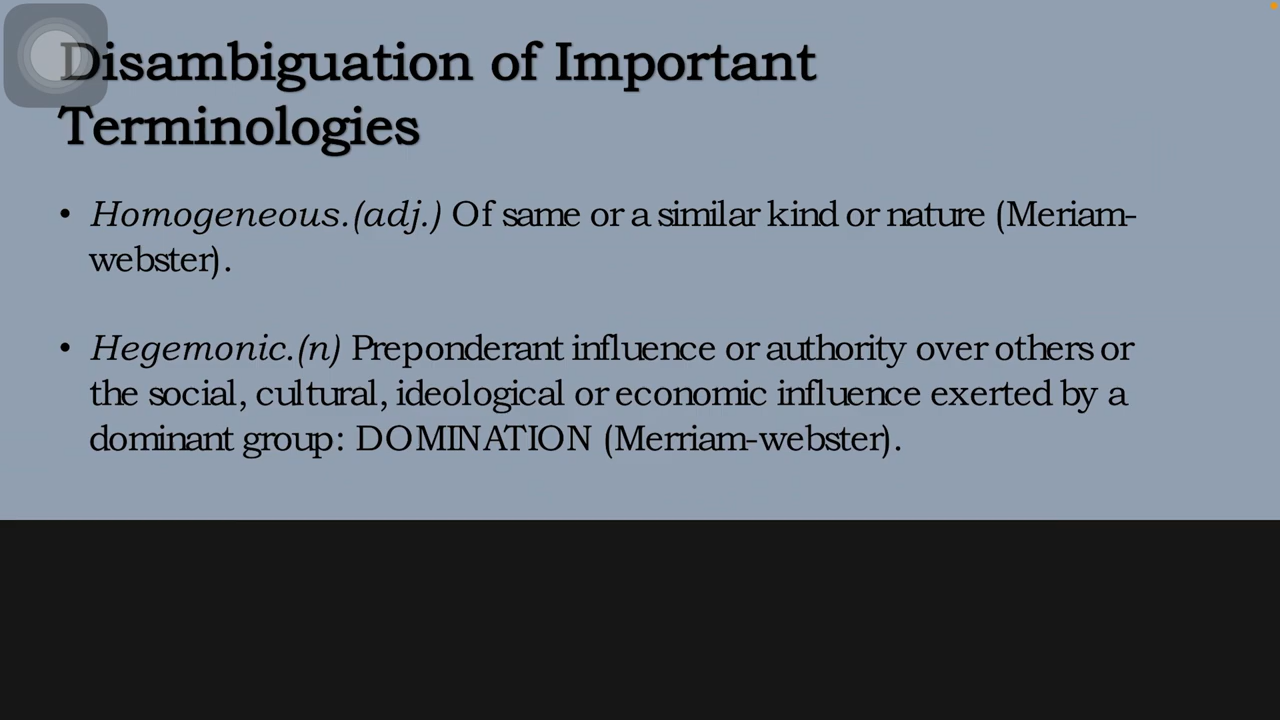 Disambiguation of Important
Terminologies
• Homogeneous.(adj.) Of same or a similar kind or nature (Meriam-
webster).
• Hegemonic.(n) Preponderant influence or authority over others or
the social, cultural, ideological or economic influence exerted by a
dominant group: DOMINATION (Merriam-webster).